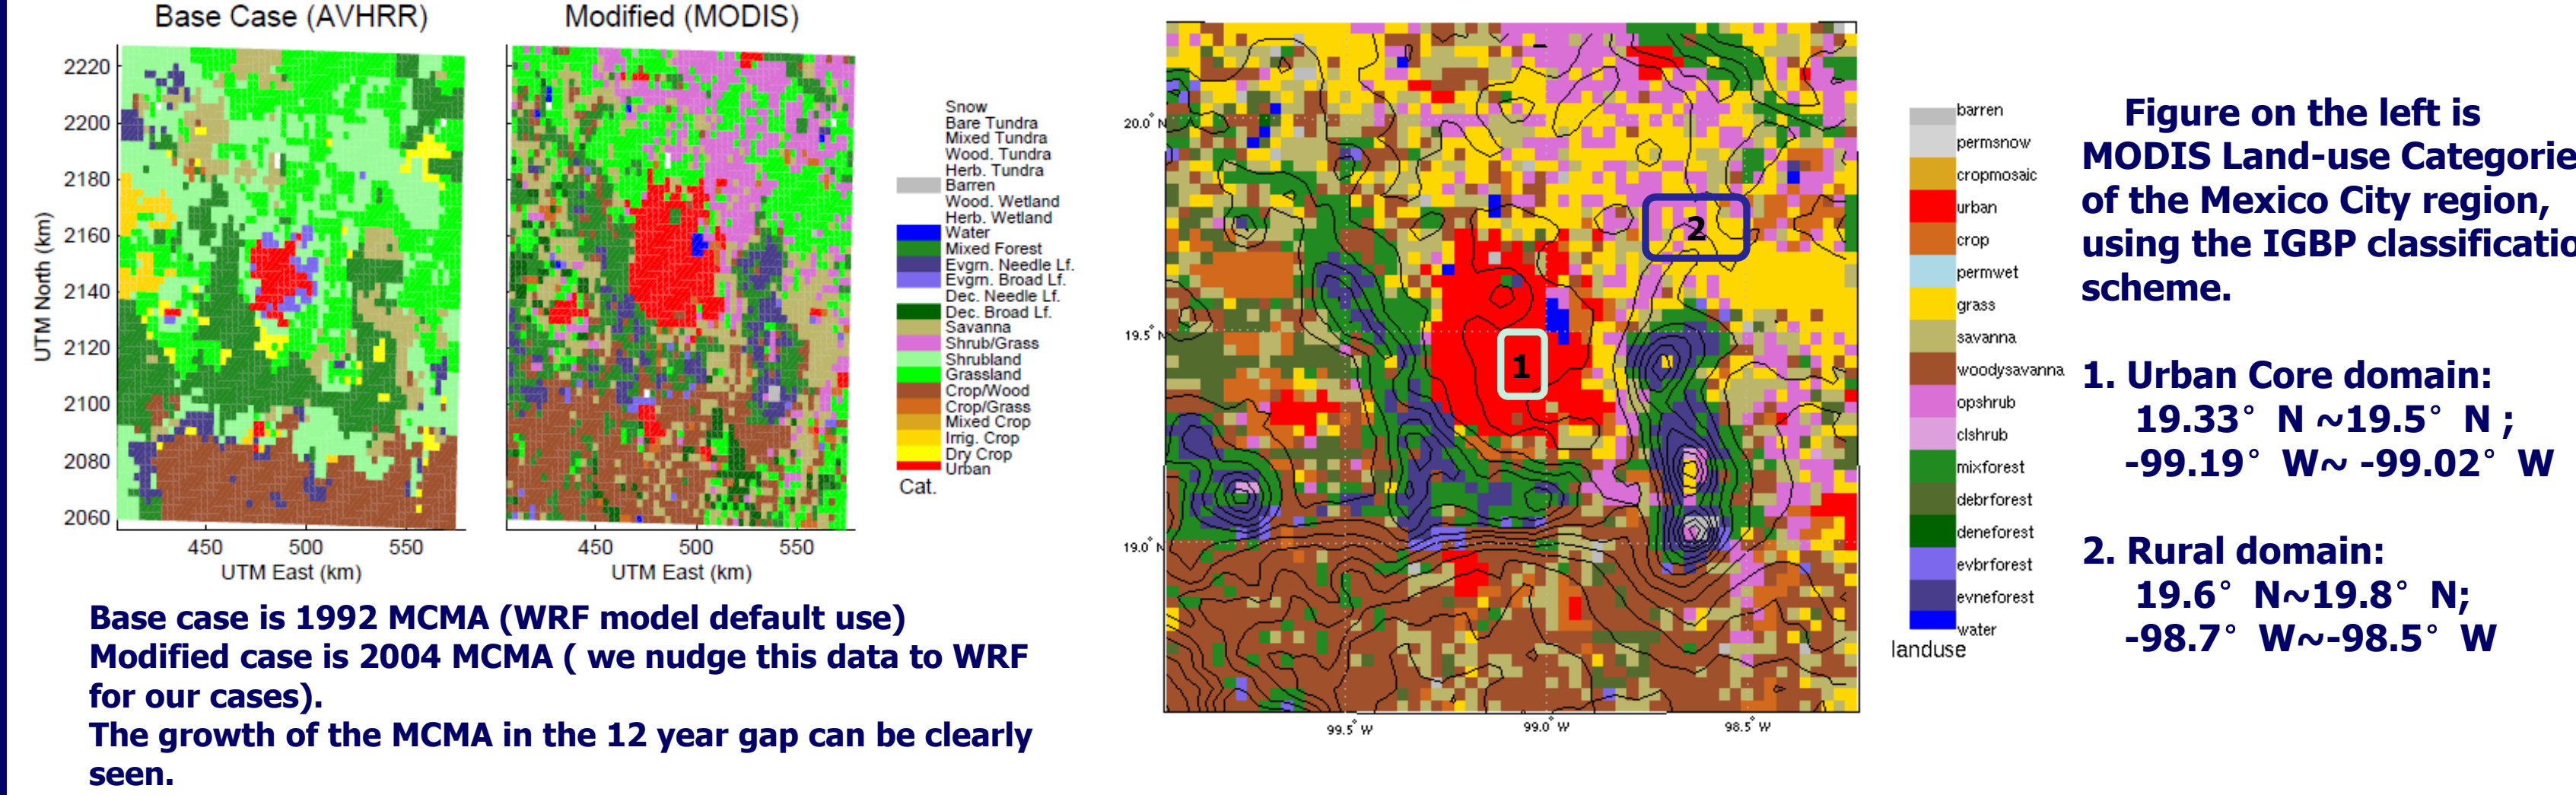 Base Case (AVHRR)
Modified (MODIS)
UTM North (km)
2220
2200
2180
2160
2140
2120
2100
2080
2060
450 500 550
UTM East (km)
450 500 550
UTM East (km)
Snow
Bare Tundra
Mixed Tundra
Wood. Tundra
Herb. Tundra
Barren
Wood. Wetland
Herb. Wetland
Water
Mixed Forest
Evgrn. Needle Lf.
Evgrn. Broad Lf.
Dec. Needle Lf.
Dec. Broad Lf.
Savanna
Shrub/Grass
Shrubland
Grassland
Crop/Wood
Crop/Grass
Mixed Crop
Irrig. Crop
Dry Crop
Urban
Cat.
Base case is 1992 MCMA (WRF model default use)
Modified case is 2004 MCMA ( we nudge this data to WRF
for our cases).
The growth of the MCMA in the 12 year gap can be clearly
seen.
20.0° N
19.5° N
19.0° N
99.5° W 99.0° W 98.5° W
2
1
barren
permsnow
cropmosaic
urban
crop
permwet
grass
savanna
woodysavanna
opshrub
clshrub
mixforest
debrforest
deneforest
evbrforest
evneforest
water
landuse
Figure on the left is
MODIS Land-use Categorie
of the Mexico City region,
using the IGBP classificatio
scheme.
1. Urban Core domain:
19.33° N ~19.5° N ;
-99.19° W~ -99.02° W
2. Rural domain:
19.6° N~19.8° N;
-98.7° W~-98.5° W